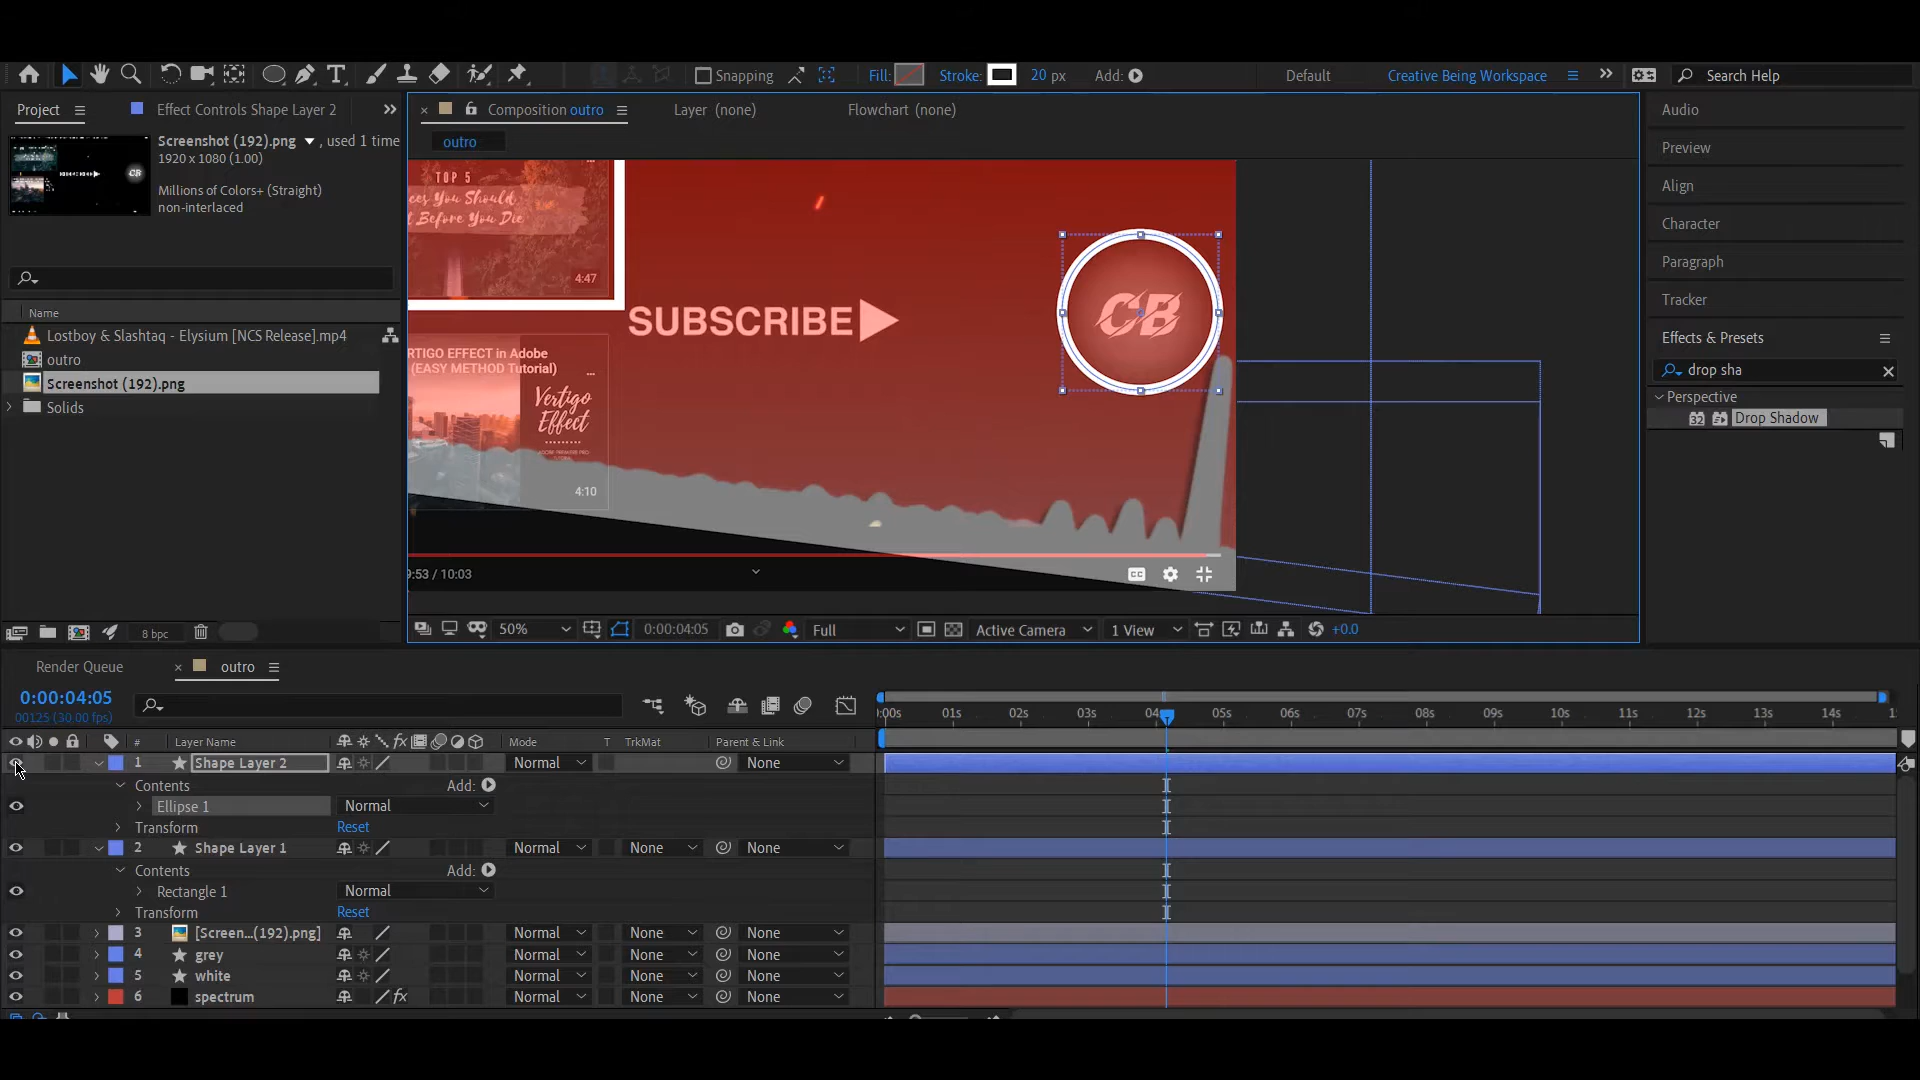 Snapping
Fill:
Stroke:
20 px
Add:
Default
Creative Being Workspace
Search Help
Project
Effect Controls Shape Layer 2
Composition outro
Layer (none)
Flowchart (none)
Screenshot (192).png
, used 1 time
1920 x 1080 (1.00)
Millions of Colors+ (Straight)
non-interlaced
CB
outro
Name
Lostboy & Slashtaq - Elysium [NCS Release].mp4
outro
Screenshot (192).png
Solids
8 bpc
TOP 5
ces You Should
t Before You Die
4:47
SUBSCRIBE
CB
RTIGO EFFECT in Adobe
(EASY METHOD Tutorial)
Vertigo
Effect
4:10
9:53 / 10:03
CC
50%
0:00:04:05
Full
Active Camera
1 View
+0.0
Audio
Preview
Align
Character
Paragraph
Tracker
Effects & Presets
drop sha
Perspective
32
Drop Shadow
Render Queue
outro
0:00:04:05
00125 (30.00 fps)
:00s
01s
02s
03s
04
05s
06s
07s
08s
09s
10s
11s
12s
13s
14s
15
#
Layer Name
fx
Mode
T
TrkMat
Parent & Link
1
Shape Layer 2
Normal
None
Contents
Add:
Ellipse 1
Normal
Transform
Reset
2
Shape Layer 1
Normal
None
None
Contents
Add:
Rectangle 1
Normal
Transform
Reset
3
[Screen...(192).png]
Normal
None
None
4
grey
Normal
None
None
5
white
Normal
None
None
6
spectrum
fx
Normal
None
None